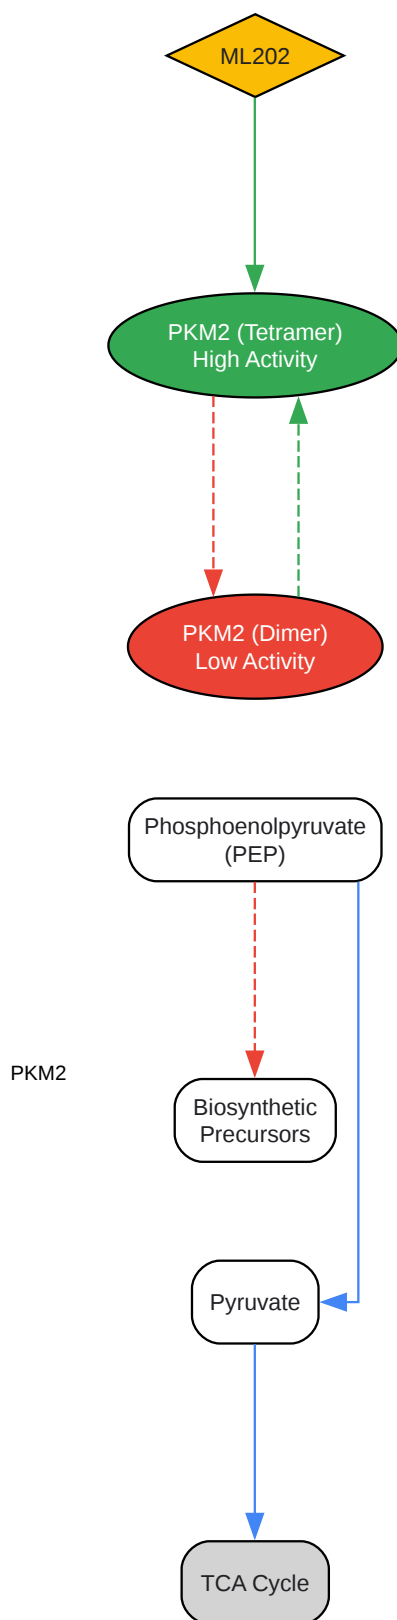 ML202
PKM2 (Tetramer)
High Activity
PKM2 (Dimer)
Low Activity
Phosphoenolpyruvate
(PEP)
PKM2
Biosynthetic
Precursors
Pyruvate
TCA Cycle